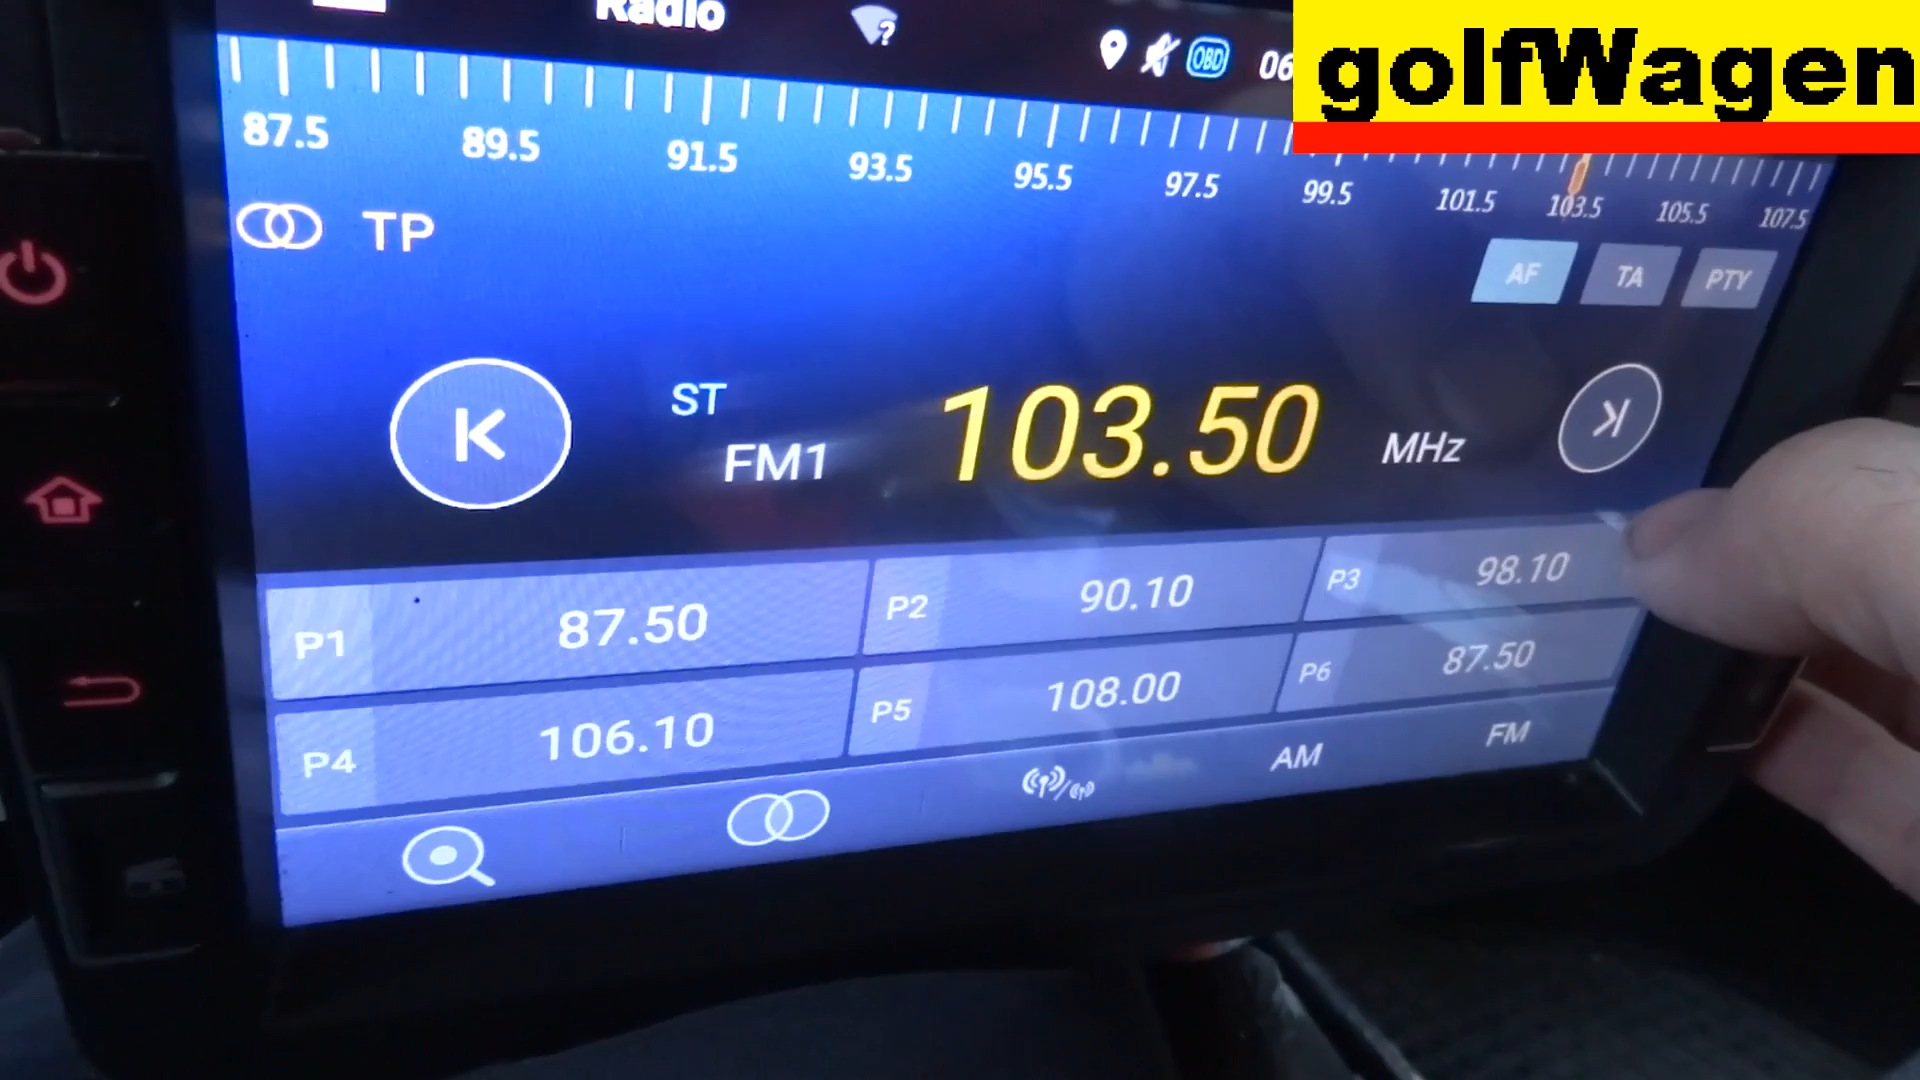 Radio
OBD
06
golfWagen
87.5 89.5 91.5 93.5 95.5 97.5 99.5 101.5 103.5 105.5 107.5
TP
AF TA PTY
ST
FM1 103.50 MHz
P1 87.50 P2 90.10 P3 98.10
P4 106.10 P5 108.00 P6 87.50
AM FM